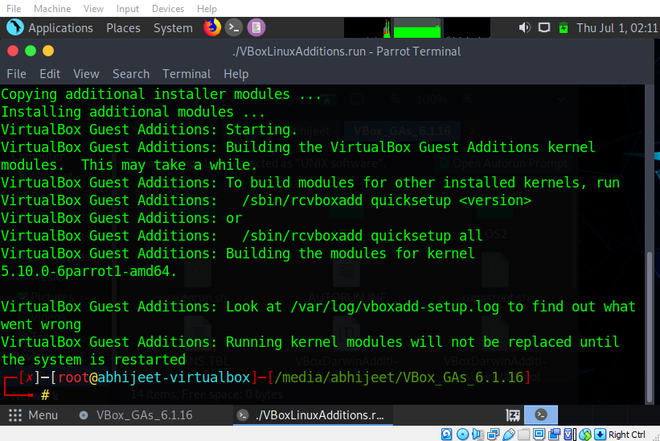 File Machine View Input Devices Help
Applications Places System Thu Jul 1, 02:11
./VBoxLinuxAdditions.run - Parrot Terminal
File Edit View Search Terminal Help
Copying additional installer modules ...
Installing additional modules ...
VirtualBox Guest Additions: Starting.
VirtualBox Guest Additions: Building the VirtualBox Guest Additions kernel
modules.  This may take a while.
VirtualBox Guest Additions: To build modules for other installed kernels, run
VirtualBox Guest Additions:   /sbin/rcvboxadd quicksetup <version>
VirtualBox Guest Additions: or
VirtualBox Guest Additions:   /sbin/rcvboxadd quicksetup all
VirtualBox Guest Additions: Building the modules for kernel
5.10.0-6parrot1-amd64.
VirtualBox Guest Additions: Look at /var/log/vboxadd-setup.log to find out what
went wrong
VirtualBox Guest Additions: Running kernel modules will not be replaced until
the system is restarted
[✗]-[root@abhijeet-virtualbox]-[/media/abhijeet/VBox_GAs_6.1.16]
#
14 items, Free space: 0 bytes
Menu VBox_GAs_6.1.16 ./VBoxLinuxAdditions.r...
Right Ctrl